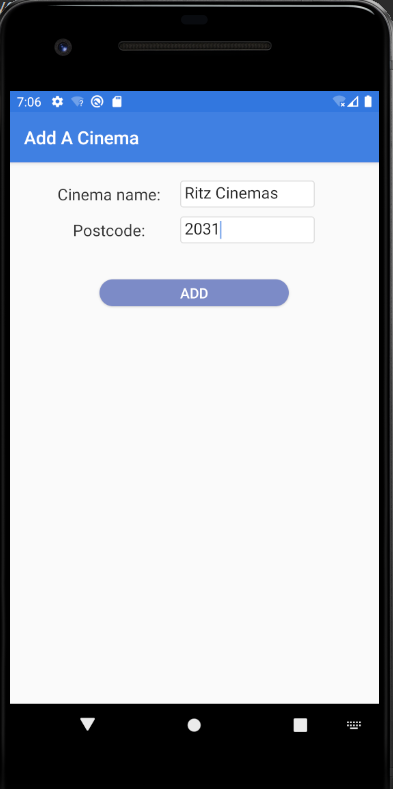 7:06
Add A Cinema
Cinema name: Ritz Cinemas
Postcode: 2031
ADD